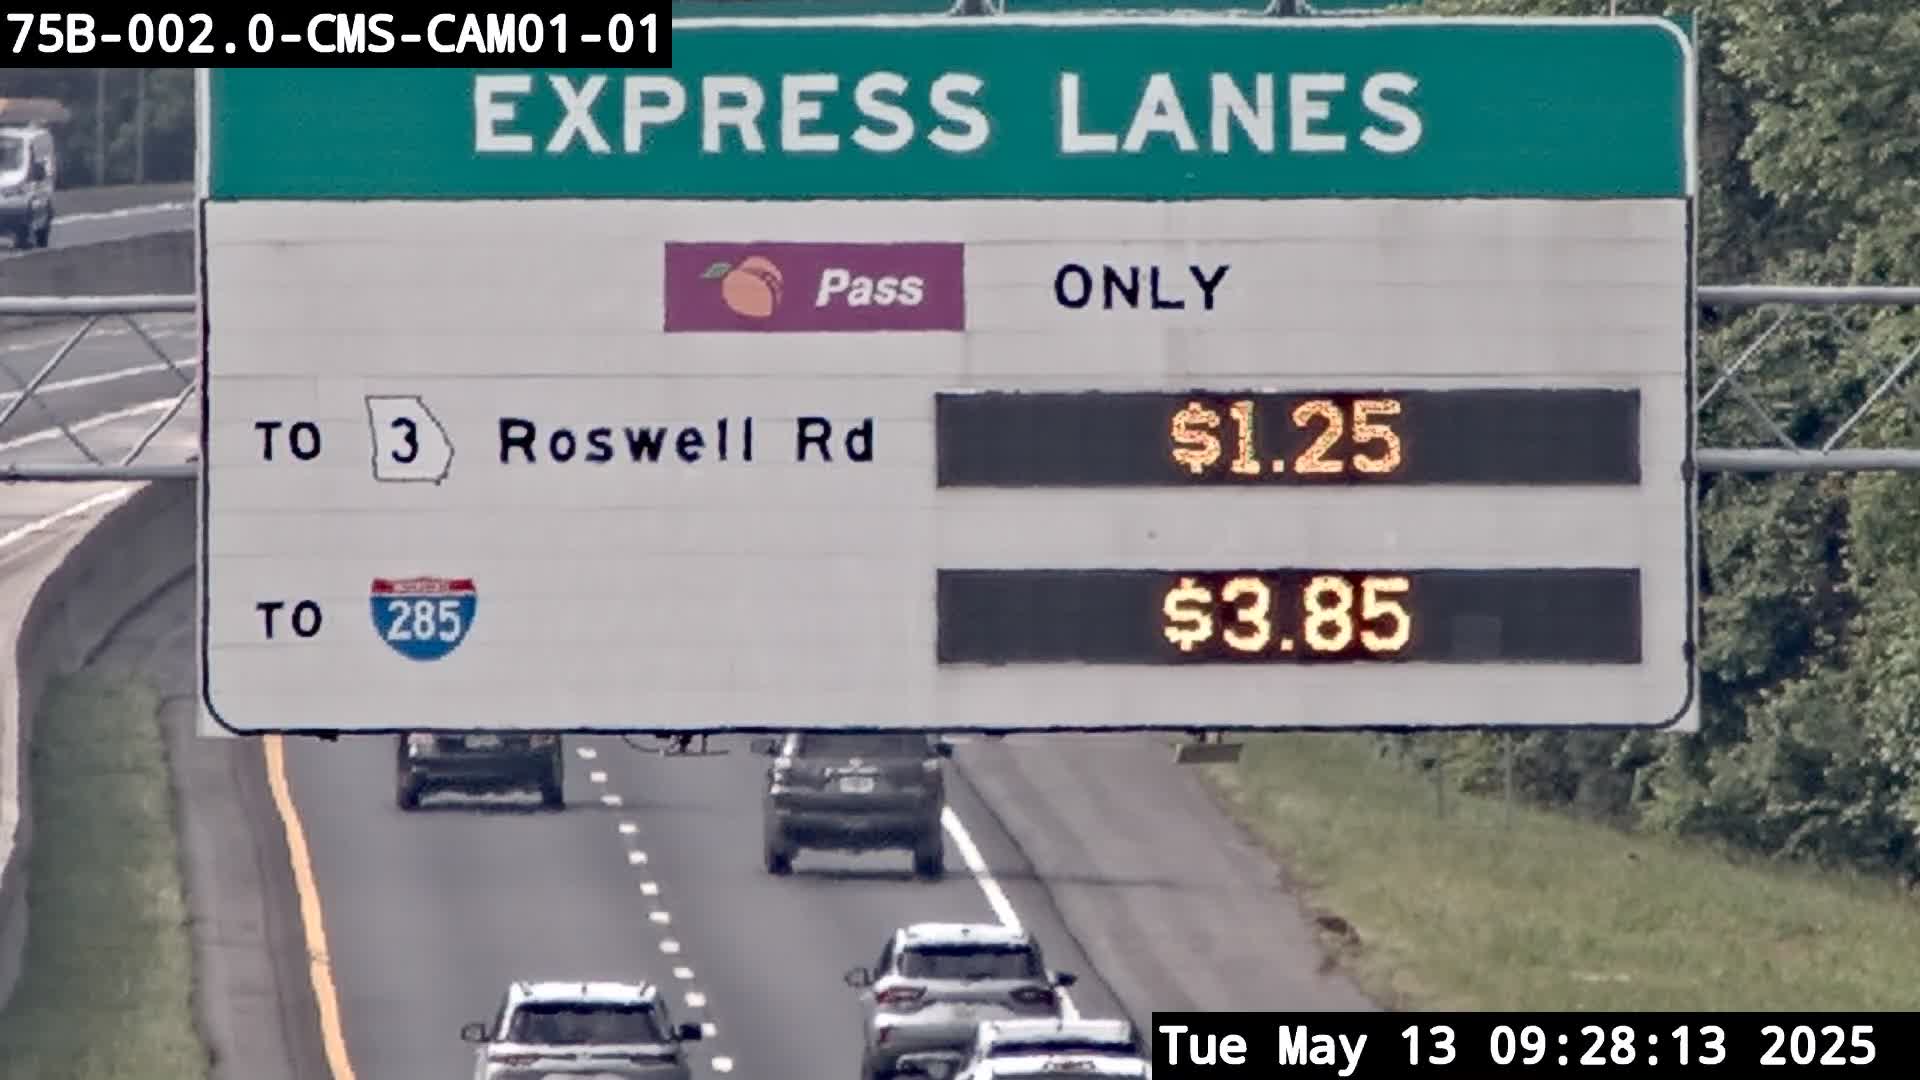 75B-002.0-CMS-CAM01-01
EXPRESS LANES
Pass ONLY
TO 3 Roswell Rd $1.25
TO 285 $3.85
Tue May 13 09:28:13 2025